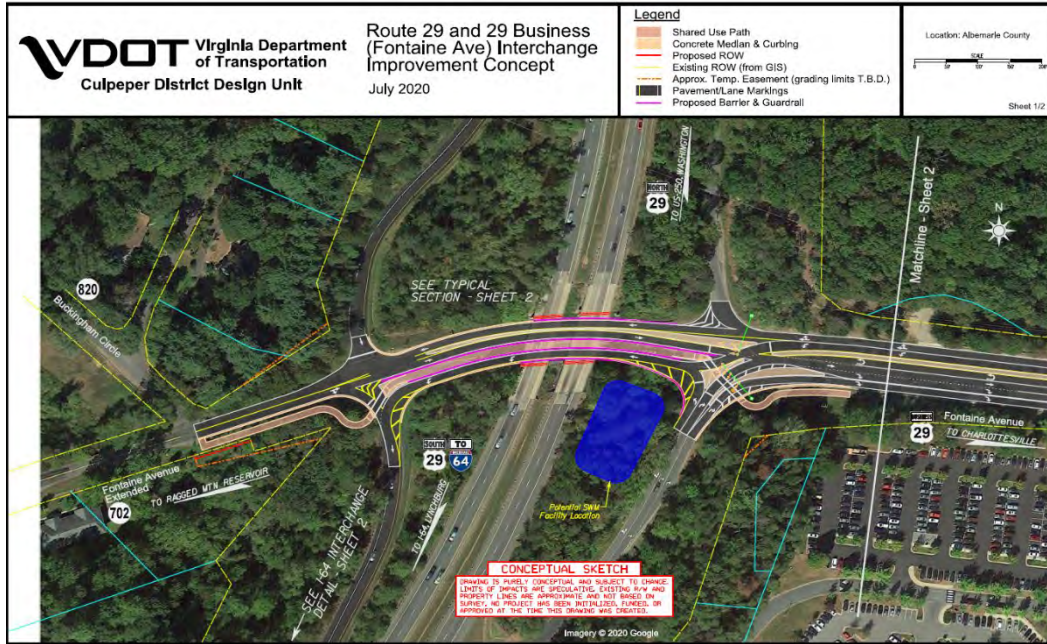 VDOT Virginia Department
of Transportation
Culpeper District Design Unit
Route 29 and 29 Business
(Fontaine Ave) Interchange
Improvement Concept
July 2020
Legend
Shared Use Path
Concrete Median & Curbing
Proposed ROW
Existing ROW (from GIS)
Approx. Temp. Easement (grading limits T.B.D.)
Pavement/Lane Markings
Proposed Barrier & Guardrail
Location: Albemarle County
SCALE
Sheet 1/2
NORTH
29
TO US-250, WASHINGTON
Matchline - Sheet 2
N
820
Buckingham Circle
SEE TYPICAL
SECTION - SHEET 2
Fontaine Avenue
29
TO CHARLOTTESVILLE
SOUTH TO
29 64
Fontaine Avenue
Extended
702
TO RAGGED MTN. RESERVOIR
TO I-64, LYNCHBURG
SEE I-64 INTERCHANGE
DETAIL SHEET 2
Potential SWM
Facility Location
CONCEPTUAL SKETCH
DRAWING IS PURELY CONCEPTUAL AND SUBJECT TO CHANGE.
LIMITS OF IMPACTS ARE SPECULATIVE, EXISTING R/W AND
PROPERTY LINES ARE APPROXIMATE AND NOT BASED ON
SURVEY, NO PROJECT HAS BEEN INITIALIZED, FUNDED, OR
APPROVED AT THE TIME THIS DRAWING WAS CREATED.
Imagery © 2020 Google